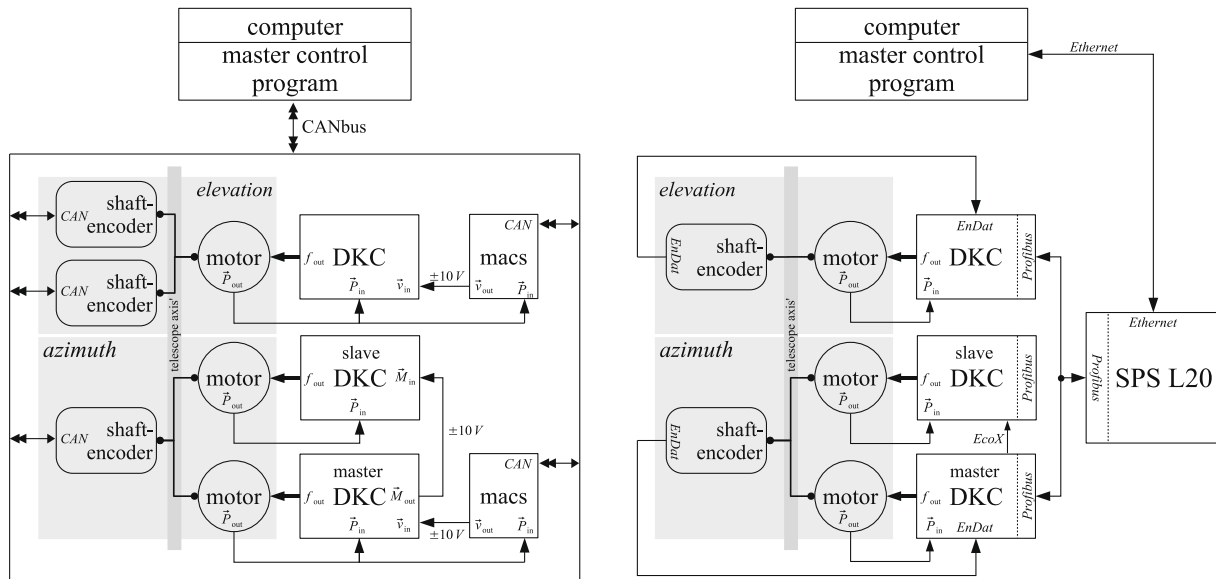 computer
master control
program
CANbus
elevation
CAN
shaft-
encoder
motor
P⃗out
fout
DKC
P⃗in
v⃗in
±10 V
CAN
macs
v⃗out
P⃗in
CAN
shaft-
encoder
telescope axis'
azimuth
CAN
shaft-
encoder
motor
P⃗out
slave
fout
DKC
M⃗in
P⃗in
±10 V
motor
P⃗out
master
fout
DKC
M⃗out
P⃗in
v⃗in
±10 V
CAN
macs
v⃗out
P⃗in
computer
master control
program
Ethernet
elevation
EnDat
shaft-
encoder
motor
P⃗out
EnDat
fout
DKC
P⃗in
Profibus
telescope axis'
azimuth
EnDat
shaft-
encoder
motor
P⃗out
slave
fout
DKC
P⃗in
Profibus
EcoX
motor
P⃗out
master
fout
DKC
P⃗in
EnDat
Profibus
Ethernet
Profibus
SPS L20